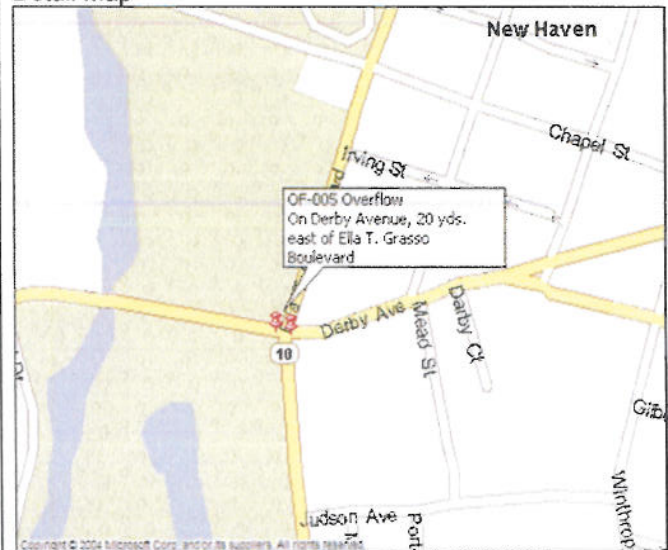 New Haven
Chapel St
Irving St
OF-005 Overflow
On Derby Avenue, 20 yds.
east of Ella T. Grasso
Boulevard
Derby Ave
Mead St
Darby Ct
10
Judson Ave
Winthrop
Copyright © 2004 Microsoft Corp. and/or its suppliers. All rights reserved.